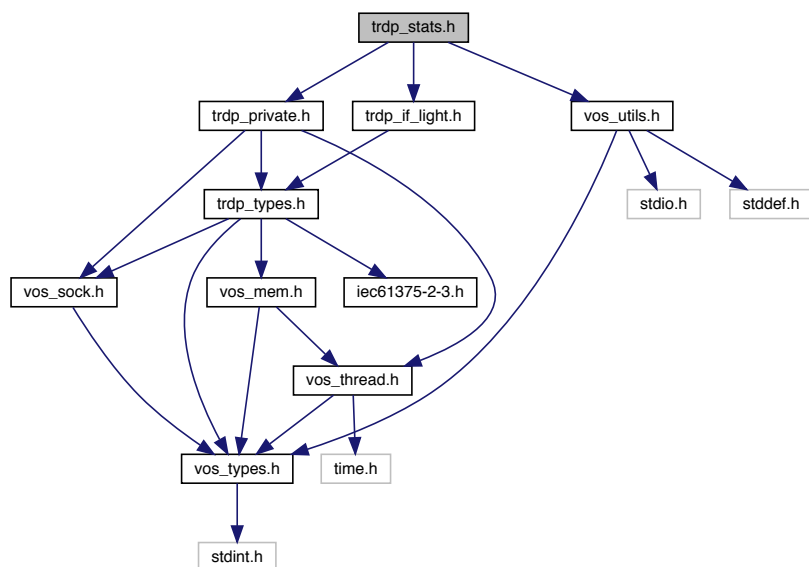 trdp_stats.h
trdp_private.h
trdp_if_light.h
vos_utils.h
trdp_types.h
stdio.h
stddef.h
vos_sock.h
vos_mem.h
iec61375-2-3.h
vos_thread.h
vos_types.h
time.h
stdint.h